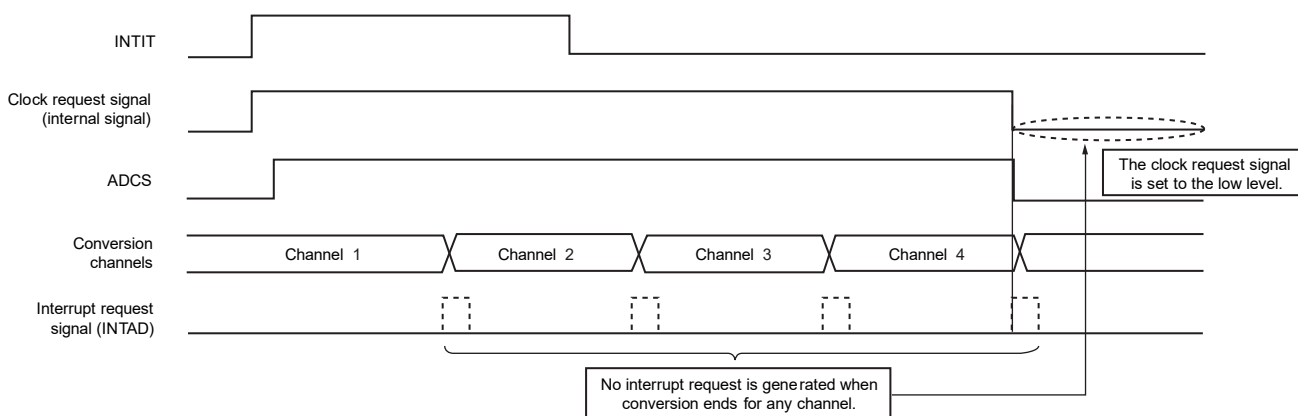 INTIT
Clock request signal
(internal signal)
The clock request signal
is set to the low level.
ADCS
Conversion
channels
Channel 1
Channel 2
Channel 3
Channel 4
Interrupt request
signal (INTAD)
No interrupt request is generated when
conversion ends for any channel.